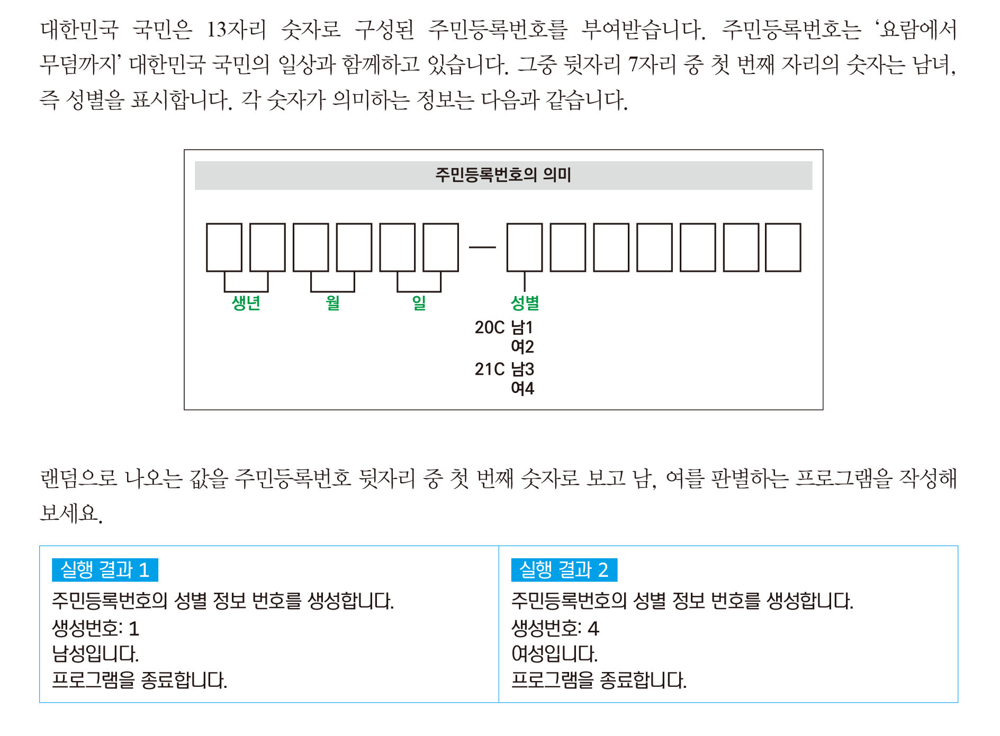 대한민국 국민은 13자리 숫자로 구성된 주민등록번호를 부여받습니다. 주민등록번호는 ‘요람에서
무덤까지’ 대한민국 국민의 일상과 함께하고 있습니다. 그중 뒷자리 7자리 중 첫 번째 자리의 숫자는 남녀,
즉 성별을 표시합니다. 각 숫자가 의미하는 정보는 다음과 같습니다.
주민등록번호의 의미
생년 월 일 성별
20C 남1
여2
21C 남3
여4
랜덤으로 나오는 값을 주민등록번호 뒷자리 중 첫 번째 숫자로 보고 남, 여를 판별하는 프로그램을 작성해
보세요.
실행 결과 1
주민등록번호의 성별 정보 번호를 생성합니다.
생성번호: 1
남성입니다.
프로그램을 종료합니다.
실행 결과 2
주민등록번호의 성별 정보 번호를 생성합니다.
생성번호: 4
여성입니다.
프로그램을 종료합니다.